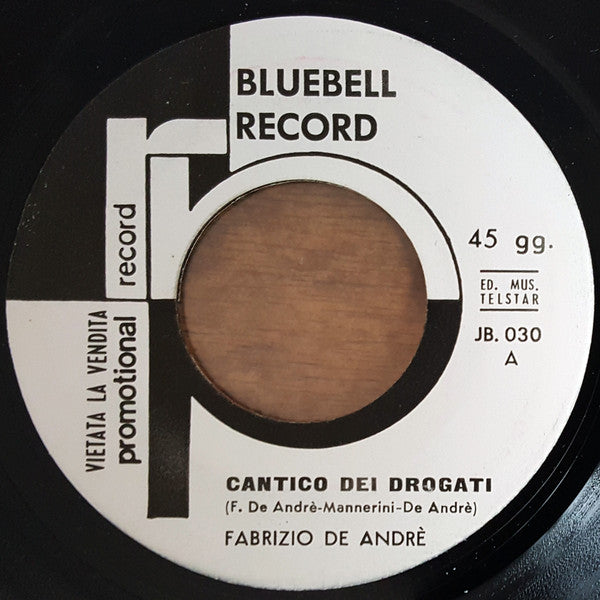 BLUEBELL
RECORD
45 gg.
ED. MUS.
TELSTAR
JB. 030
A
VIETATA LA VENDITA
promotional record
rp
CANTICO DEI DROGATI
(F. De Andrè-Mannerini-De Andrè)
FABRIZIO DE ANDRÈ